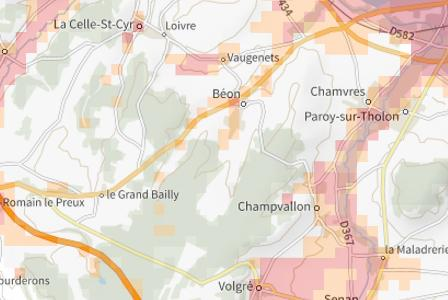 434
La Celle-St-Cyr
Loivre
D582
Vaugenets
Béon
Chamvres
Paroy-sur-Tholon
le Grand Bailly
Romain le Preux
Champvallon
D367
la Maladrerie
ourderons
Volgré
Senan